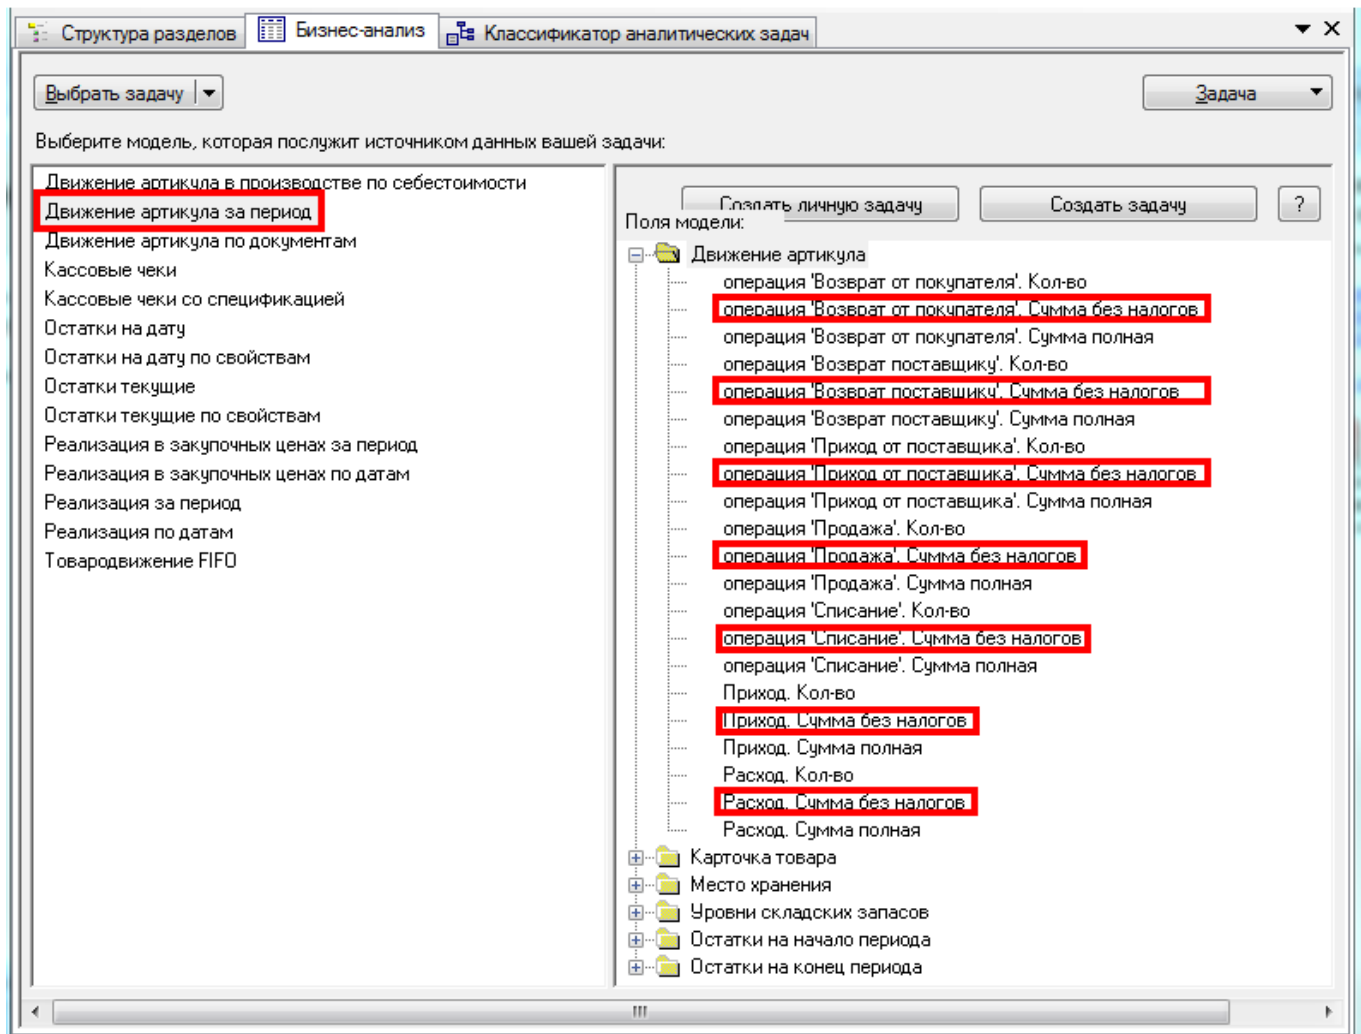 Структура разделов
Бизнес-анализ
Классификатор аналитических задач
Выбрать задачу
Задача
Выберите модель, которая послужит источником данных вашей задачи:
Движение артикула в производстве по себестоимости
Движение артикула за период
Движение артикула по документам
Кассовые чеки
Кассовые чеки со спецификацией
Остатки на дату
Остатки на дату по свойствам
Остатки текущие
Остатки текущие по свойствам
Реализация в закупочных ценах за период
Реализация в закупочных ценах по датам
Реализация за период
Реализация по датам
Товародвижение FIFO
Создать личную задачу
Создать задачу
?
Поля модели:
Движение артикула
операция 'Возврат от покупателя'. Кол-во
операция 'Возврат от покупателя'. Сумма без налогов
операция 'Возврат от покупателя'. Сумма полная
операция 'Возврат поставщику'. Кол-во
операция 'Возврат поставщику'. Сумма без налогов
операция 'Возврат поставщику'. Сумма полная
операция 'Приход от поставщика'. Кол-во
операция 'Приход от поставщика'. Сумма без налогов
операция 'Приход от поставщика'. Сумма полная
операция 'Продажа'. Кол-во
операция 'Продажа'. Сумма без налогов
операция 'Продажа'. Сумма полная
операция 'Списание'. Кол-во
операция 'Списание'. Сумма без налогов
операция 'Списание'. Сумма полная
Приход. Кол-во
Приход. Сумма без налогов
Приход. Сумма полная
Расход. Кол-во
Расход. Сумма без налогов
Расход. Сумма полная
Карточка товара
Место хранения
Уровни складских запасов
Остатки на начало периода
Остатки на конец периода